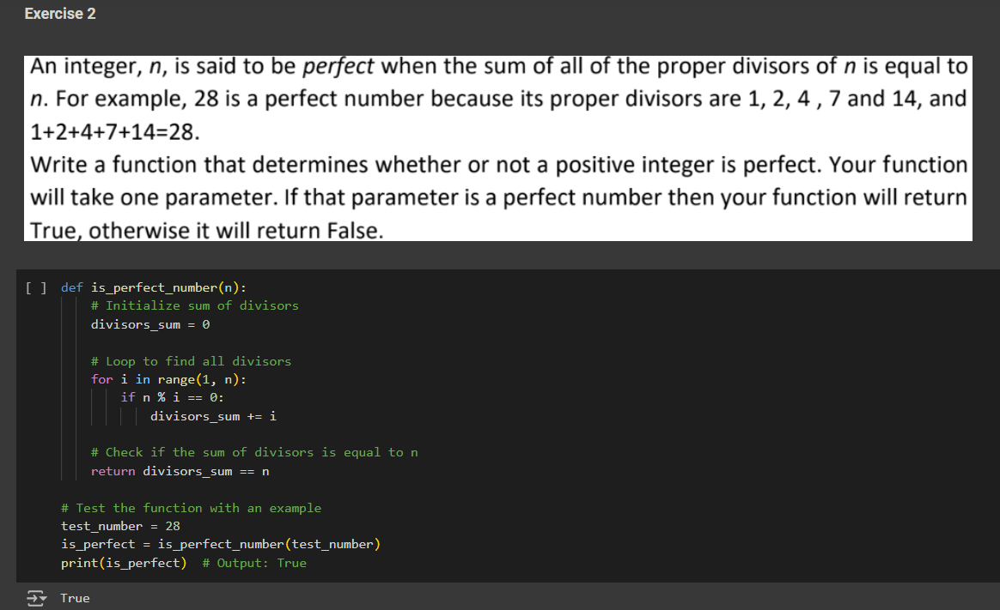 Exercise 2
An integer, n, is said to be perfect when the sum of all of the proper divisors of n is equal to
n. For example, 28 is a perfect number because its proper divisors are 1, 2, 4 , 7 and 14, and
1+2+4+7+14=28.
Write a function that determines whether or not a positive integer is perfect. Your function
will take one parameter. If that parameter is a perfect number then your function will return
True, otherwise it will return False.
[ ] def is_perfect_number(n):
# Initialize sum of divisors
divisors_sum = 0
# Loop to find all divisors
for i in range(1, n):
if n % i == 0:
divisors_sum += i
# Check if the sum of divisors is equal to n
return divisors_sum == n
# Test the function with an example
test_number = 28
is_perfect = is_perfect_number(test_number)
print(is_perfect)  # Output: True
True